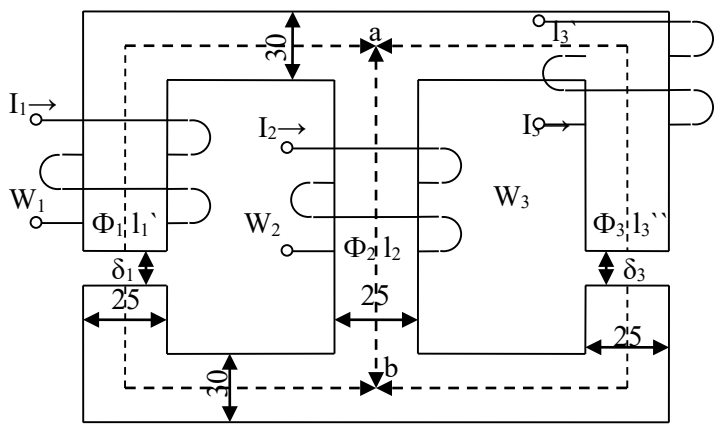 a
I₃`
30
I₁→
I₂→
I₃→
W₁
Φ₁ l₁`
W₂
Φ₂ l₂
W₃
Φ₃ l₃``
δ₁
δ₃
25
25
25
30
b